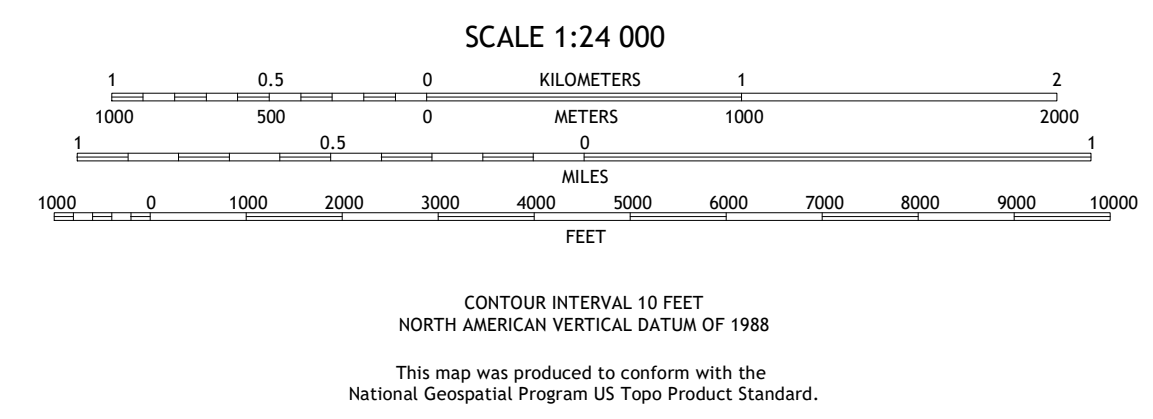 SCALE 1:24 000
1 0.5 0 KILOMETERS 1 2
1000 500 0 METERS 1000 2000
1 0.5 0 1
MILES
1000 0 1000 2000 3000 4000 5000 6000 7000 8000 9000 10000
FEET
CONTOUR INTERVAL 10 FEET
NORTH AMERICAN VERTICAL DATUM OF 1988
This map was produced to conform with the
National Geospatial Program US Topo Product Standard.